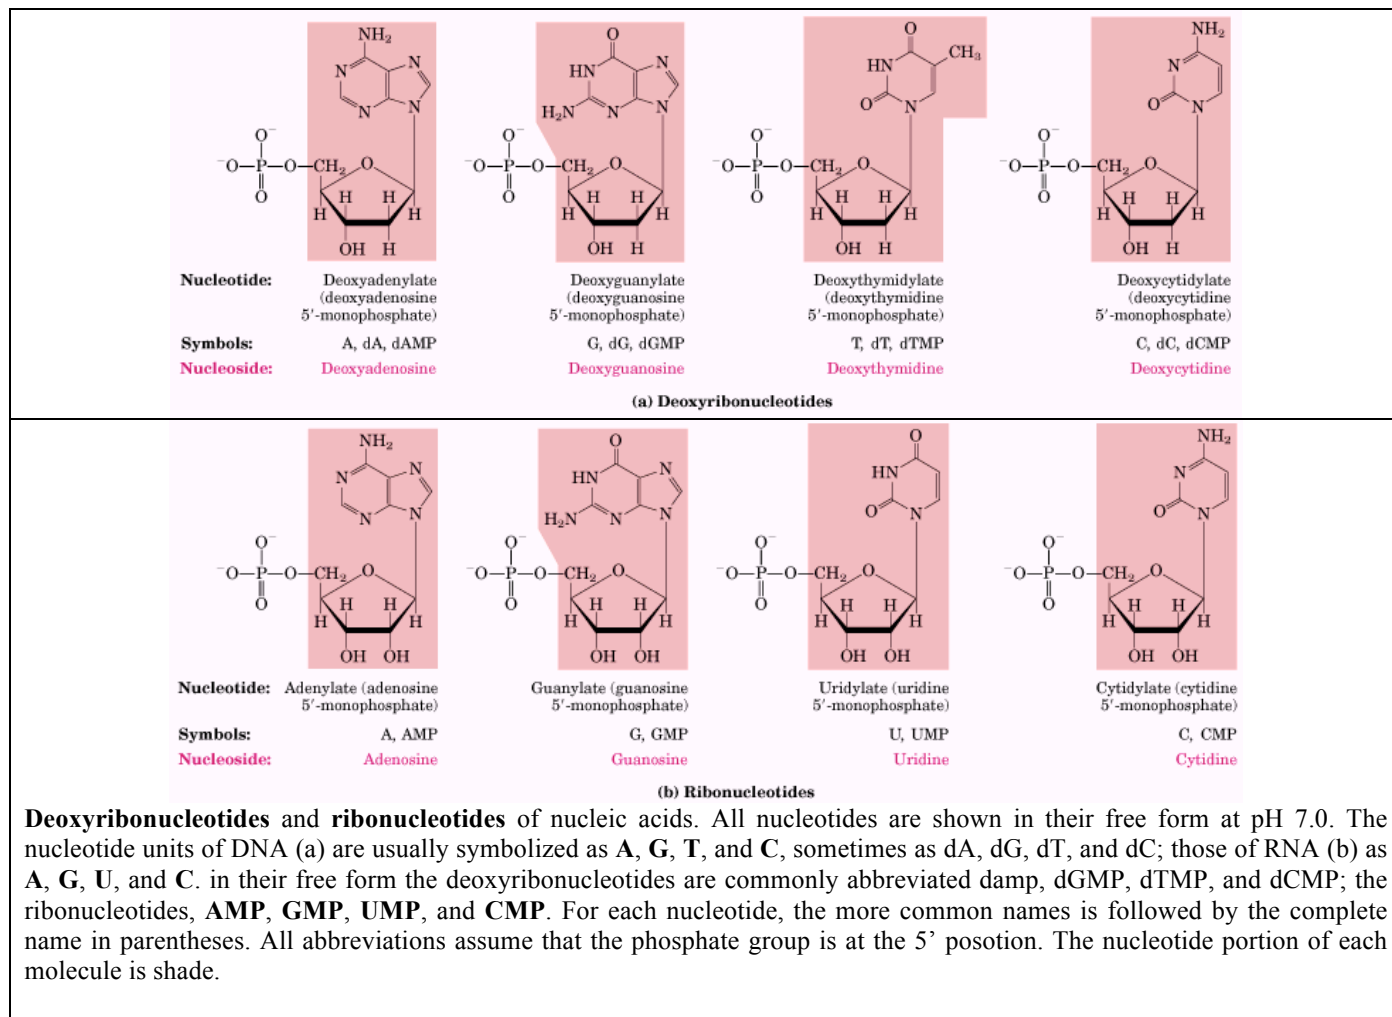 NH₂ O O CH₃ NH₂
N N HN N HN N
N N H₂N N N O N O N
O⁻ O⁻ O⁻ O⁻
⁻O—P—O—CH₂ O ⁻O—P—O—CH₂ O ⁻O—P—O—CH₂ O ⁻O—P—O—CH₂ O
O H H H H O H H H H O H H H H O H H H H
OH H OH H OH H OH H
Nucleotide: Deoxyadenylate Deoxyguanylate Deoxythymidylate Deoxycytidylate
(deoxyadenosine (deoxyguanosine (deoxythymidine (deoxycytidine
5′-monophosphate) 5′-monophosphate) 5′-monophosphate) 5′-monophosphate)
Symbols: A, dA, dAMP G, dG, dGMP T, dT, dTMP C, dC, dCMP
Nucleoside: Deoxyadenosine Deoxyguanosine Deoxythymidine Deoxycytidine
(a) Deoxyribonucleotides
NH₂ O O NH₂
N N HN N HN N
N N H₂N N N O N O N
O⁻ O⁻ O⁻ O⁻
⁻O—P—O—CH₂ O ⁻O—P—O—CH₂ O ⁻O—P—O—CH₂ O ⁻O—P—O—CH₂ O
O H H H H O H H H H O H H H H O H H H H
OH OH OH OH OH OH OH OH
Nucleotide: Adenylate (adenosine Guanylate (guanosine Uridylate (uridine Cytidylate (cytidine
5′-monophosphate) 5′-monophosphate) 5′-monophosphate) 5′-monophosphate)
Symbols: A, AMP G, GMP U, UMP C, CMP
Nucleoside: Adenosine Guanosine Uridine Cytidine
(b) Ribonucleotides
Deoxyribonucleotides and ribonucleotides of nucleic acids. All nucleotides are shown in their free form at pH 7.0. The
nucleotide units of DNA (a) are usually symbolized as A, G, T, and C, sometimes as dA, dG, dT, and dC; those of RNA (b) as
A, G, U, and C. in their free form the deoxyribonucleotides are commonly abbreviated damp, dGMP, dTMP, and dCMP; the
ribonucleotides, AMP, GMP, UMP, and CMP. For each nucleotide, the more common names is followed by the complete
name in parentheses. All abbreviations assume that the phosphate group is at the 5’ posotion. The nucleotide portion of each
molecule is shade.